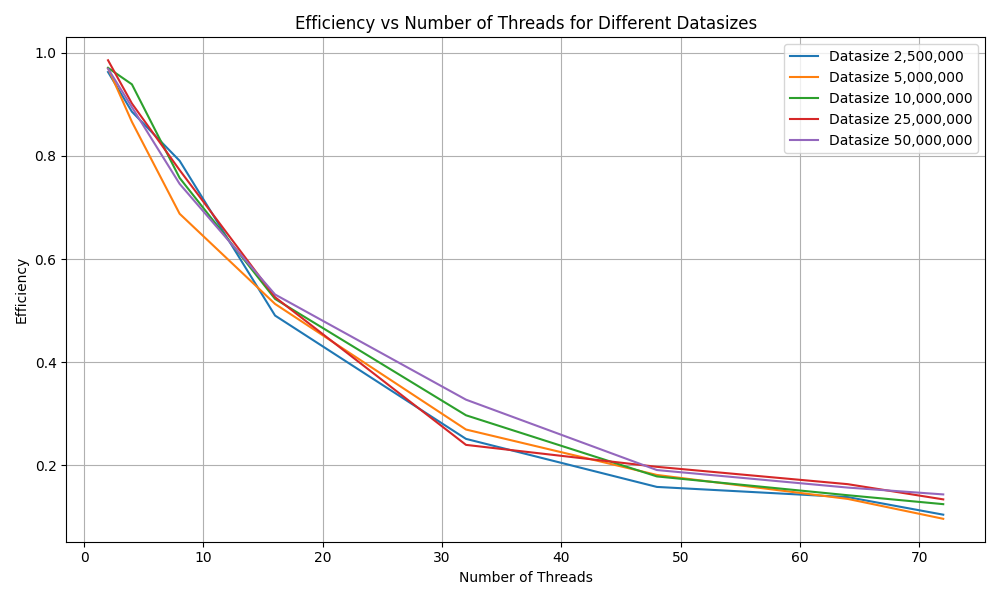 Efficiency vs Number of Threads for Different Datasizes
1.0
0.8
0.6
0.4
0.2
Efficiency
Datasize 2,500,000
Datasize 5,000,000
Datasize 10,000,000
Datasize 25,000,000
Datasize 50,000,000
0 10 20 30 40 50 60 70
Number of Threads